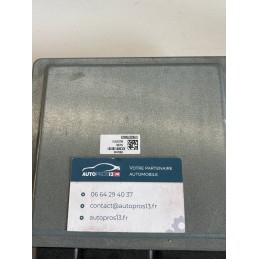 AUTOPROS13
VOTRE PARTENAIRE
AUTOMOBILE
06 64 29 40 37
contact@autopros13.fr
autopros13.fr